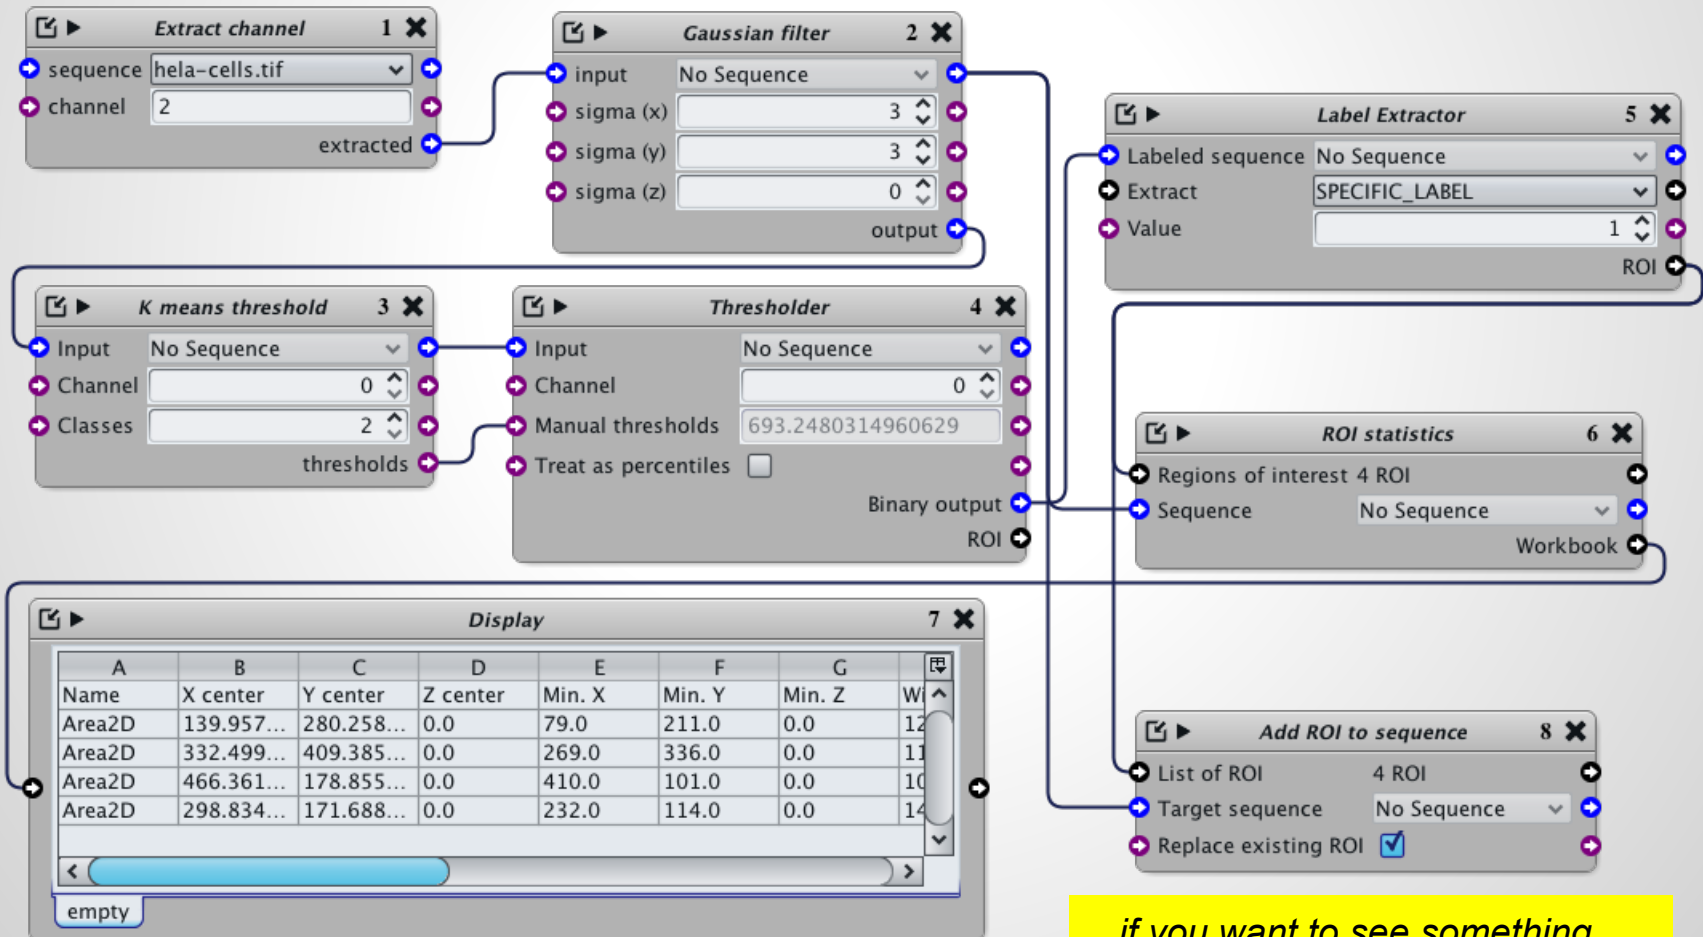 Extract channel 1
sequence hela-cells.tif
channel 2
extracted
Gaussian filter 2
input No Sequence
sigma (x) 3
sigma (y) 3
sigma (z) 0
output
K means threshold 3
Input No Sequence
Channel 0
Classes 2
thresholds
Thresholder 4
Input No Sequence
Channel 0
Manual thresholds 693.2480314960629
Treat as percentiles
Binary output
ROI
Label Extractor 5
Labeled sequence No Sequence
Extract SPECIFIC_LABEL
Value 1
ROI
ROI statistics 6
Regions of interest 4 ROI
Sequence No Sequence
Workbook
Display 7
A B C D E F G
Name X center Y center Z center Min. X Min. Y Min. Z
Area2D 139.957... 280.258... 0.0 79.0 211.0 0.0
Area2D 332.499... 409.385... 0.0 269.0 336.0 0.0
Area2D 466.361... 178.855... 0.0 410.0 101.0 0.0
Area2D 298.834... 171.688... 0.0 232.0 114.0 0.0
empty
Add ROI to sequence 8
List of ROI 4 ROI
Target sequence No Sequence
Replace existing ROI
if you want to see something